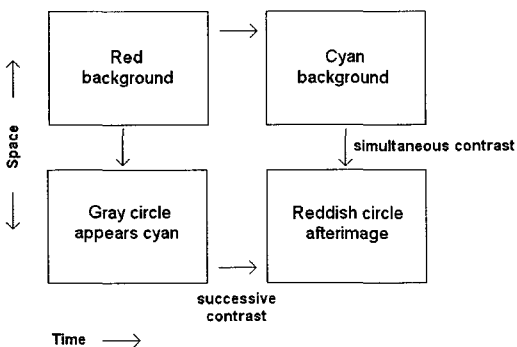 Red
background
Cyan
background
Space
simultaneous contrast
Gray circle
appears cyan
Reddish circle
afterimage
successive
contrast
Time